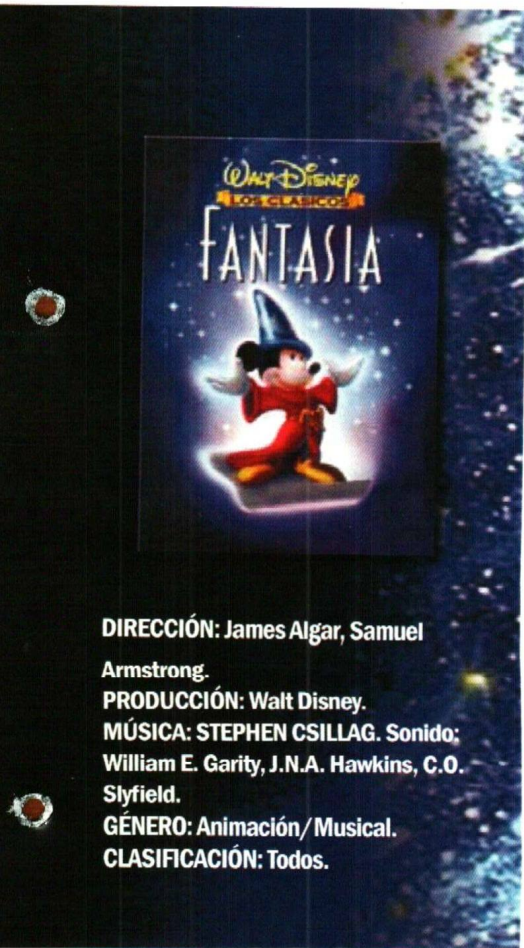 WALT DISNEY
LOS CLASICOS
FANTASIA
DIRECCIÓN: James Algar, Samuel
Armstrong.
PRODUCCIÓN: Walt Disney.
MÚSICA: STEPHEN CSILLAG. Sonido:
William E. Garity, J.N.A. Hawkins, C.O.
Slyfield.
GÉNERO: Animación/Musical.
CLASIFICACIÓN: Todos.